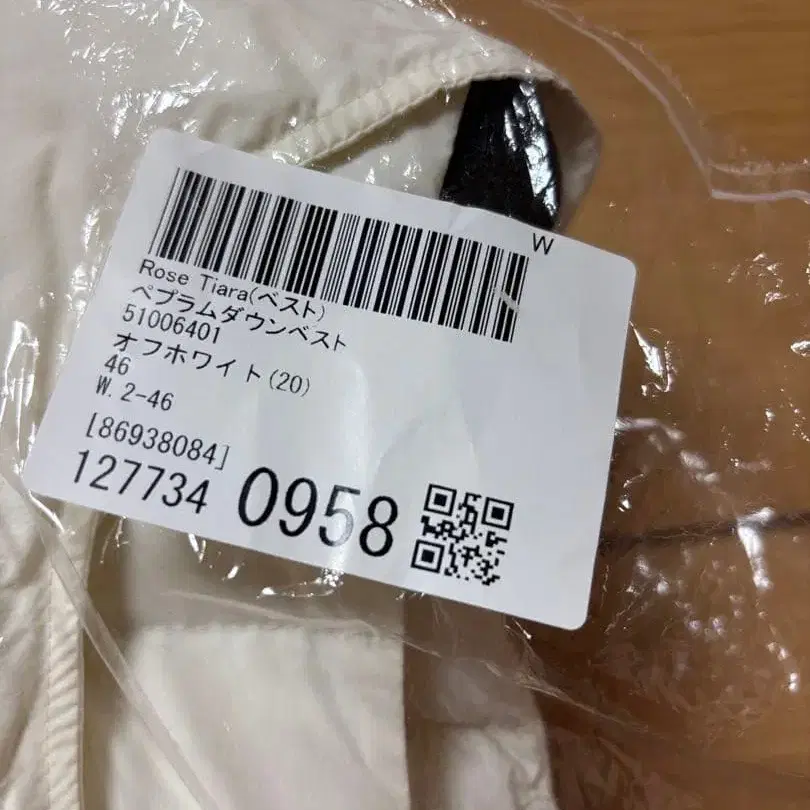 W
Rose Tiara(ベスト)
ペプラムダウンベスト
51006401
オフホワイト(20)
46
W.2-46
[86938084]
127734 0958